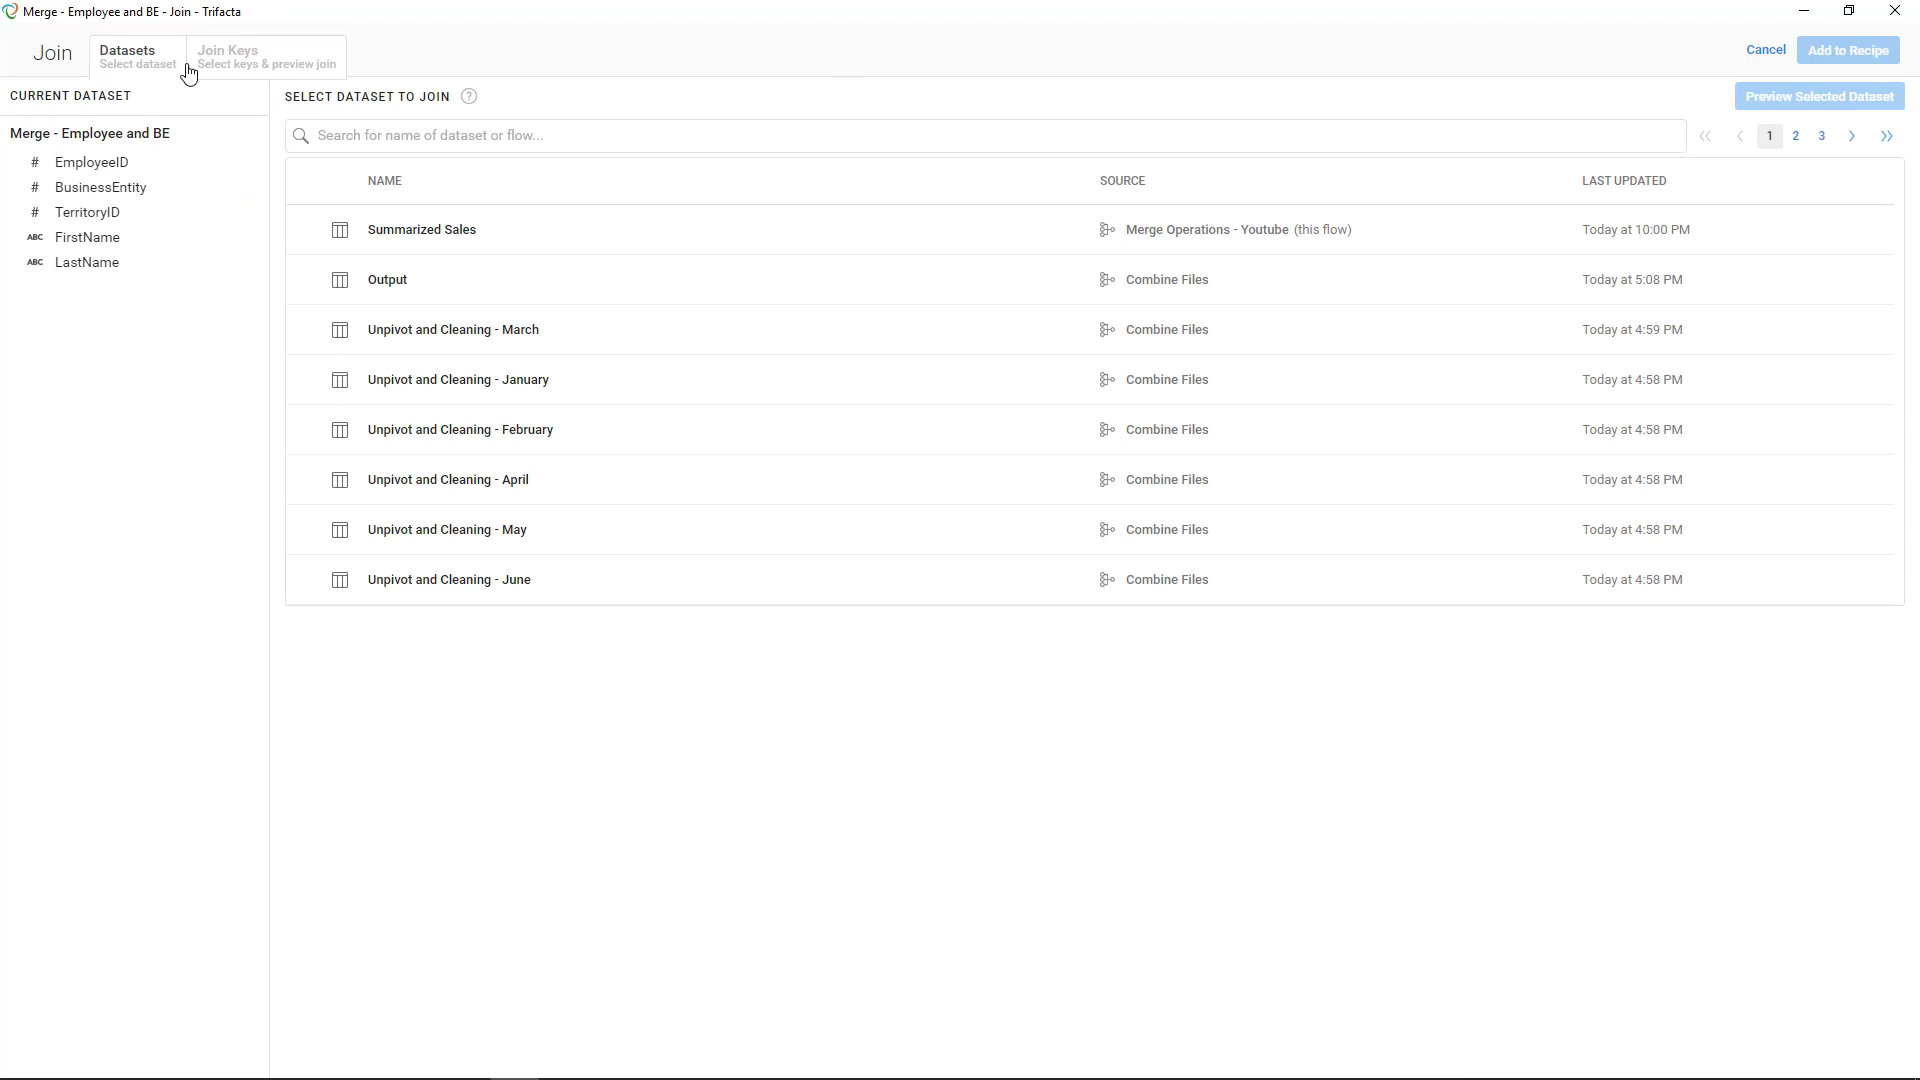 Merge - Employee and BE - Join - Trifacta
Join
Datasets
Select dataset
Join Keys
Select keys & preview join
Cancel
Add to Recipe
CURRENT DATASET
SELECT DATASET TO JOIN ?
Preview Selected Dataset
Merge - Employee and BE
# EmployeeID
# BusinessEntity
# TerritoryID
ABC FirstName
ABC LastName
Search for name of dataset or flow...
1 2 3
NAME SOURCE LAST UPDATED
Summarized Sales Merge Operations - Youtube (this flow) Today at 10:00 PM
Output Combine Files Today at 5:08 PM
Unpivot and Cleaning - March Combine Files Today at 4:59 PM
Unpivot and Cleaning - January Combine Files Today at 4:58 PM
Unpivot and Cleaning - February Combine Files Today at 4:58 PM
Unpivot and Cleaning - April Combine Files Today at 4:58 PM
Unpivot and Cleaning - May Combine Files Today at 4:58 PM
Unpivot and Cleaning - June Combine Files Today at 4:58 PM